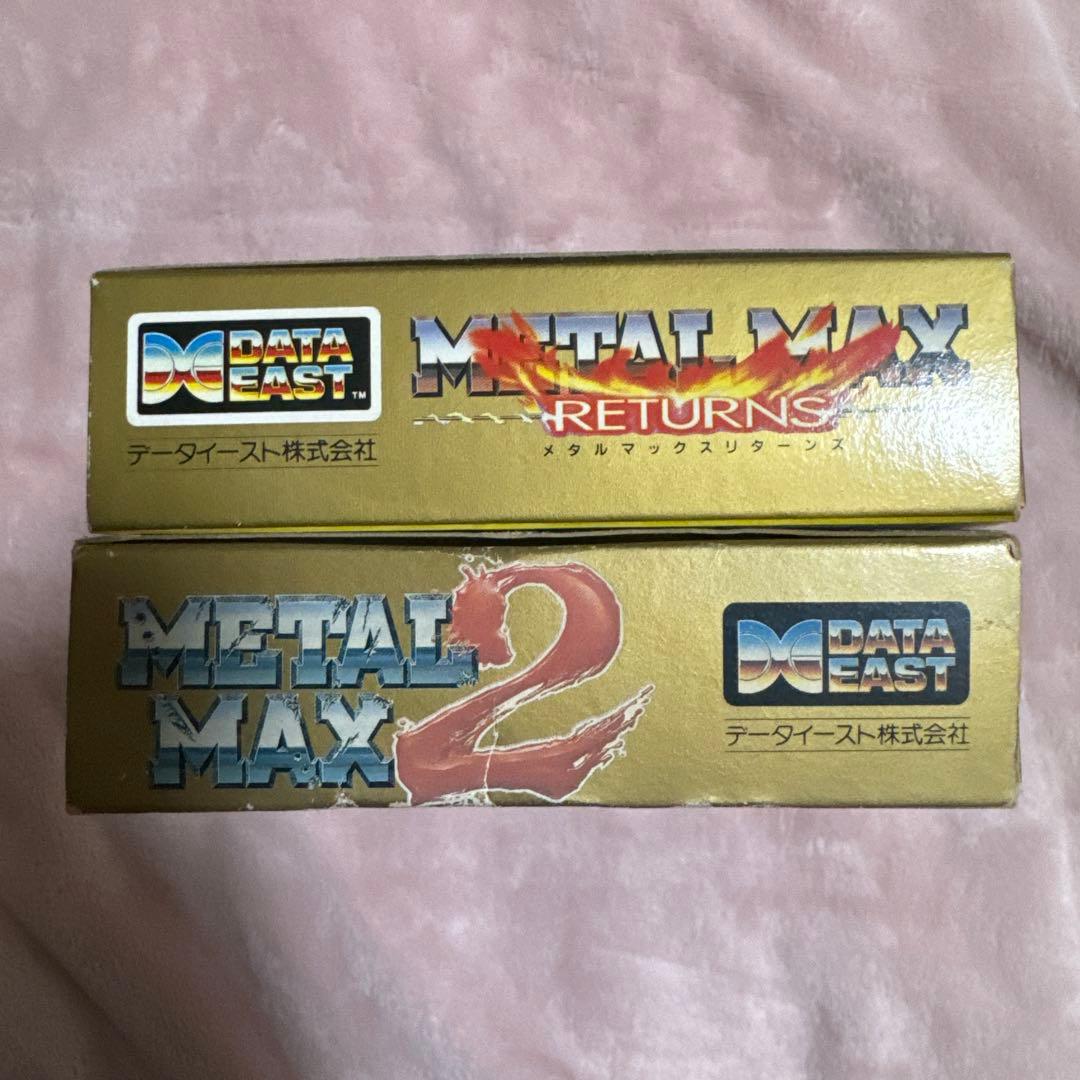 DATA
EAST™
データイースト株式会社
METAL MAX
RETURNS
メタルマックスリターンズ
METAL
MAX
2
DATA
EAST
データイースト株式会社